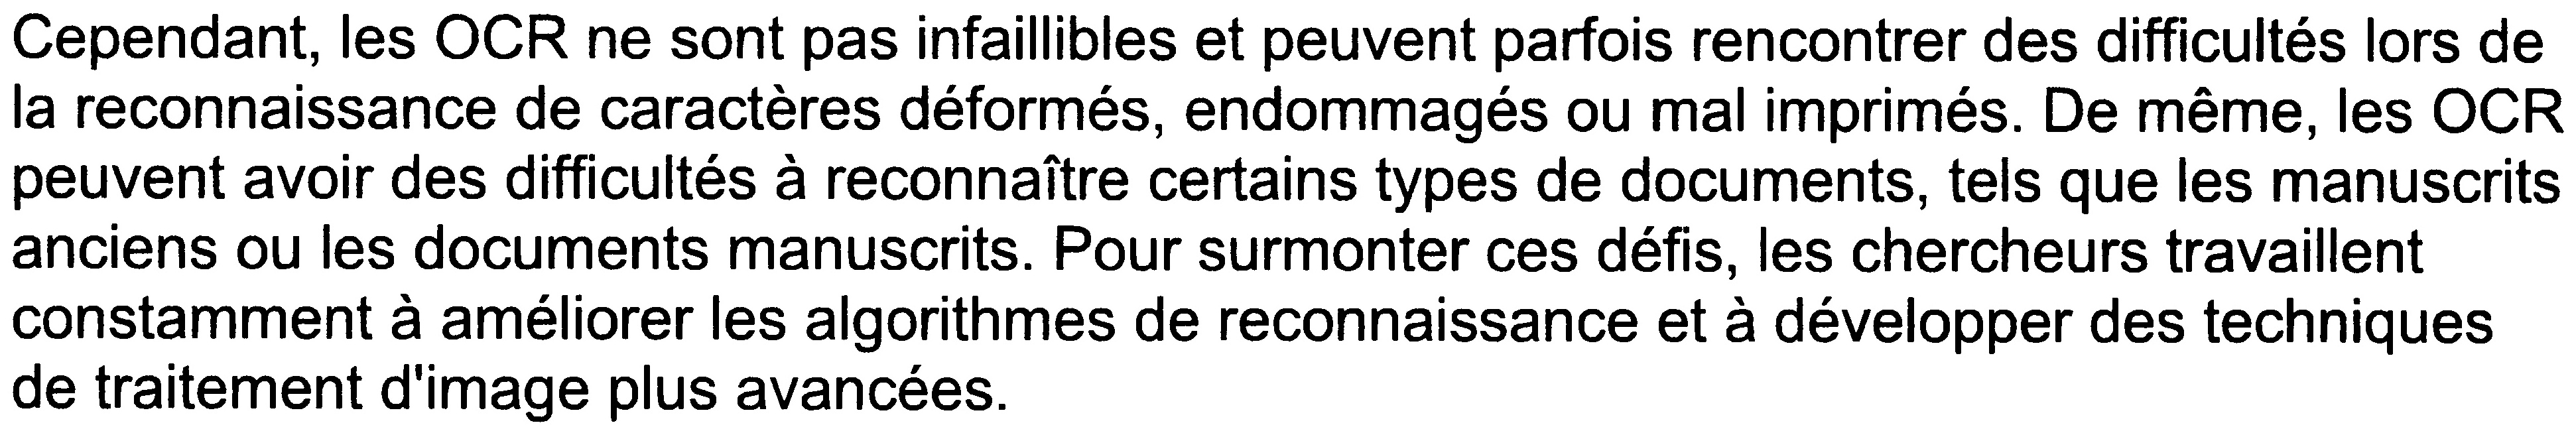 Cependant, les OCR ne sont pas infaillibles et peuvent parfois rencontrer des difficultés lors de
la reconnaissance de caractères déformés, endommagés ou mal imprimés. De même, les OCR
peuvent avoir des difficultés à reconnaître certains types de documents, tels que les manuscrits
anciens ou les documents manuscrits. Pour surmonter ces défis, les chercheurs travaillent
constamment à améliorer les algorithmes de reconnaissance et à développer des techniques
de traitement d'image plus avancées.